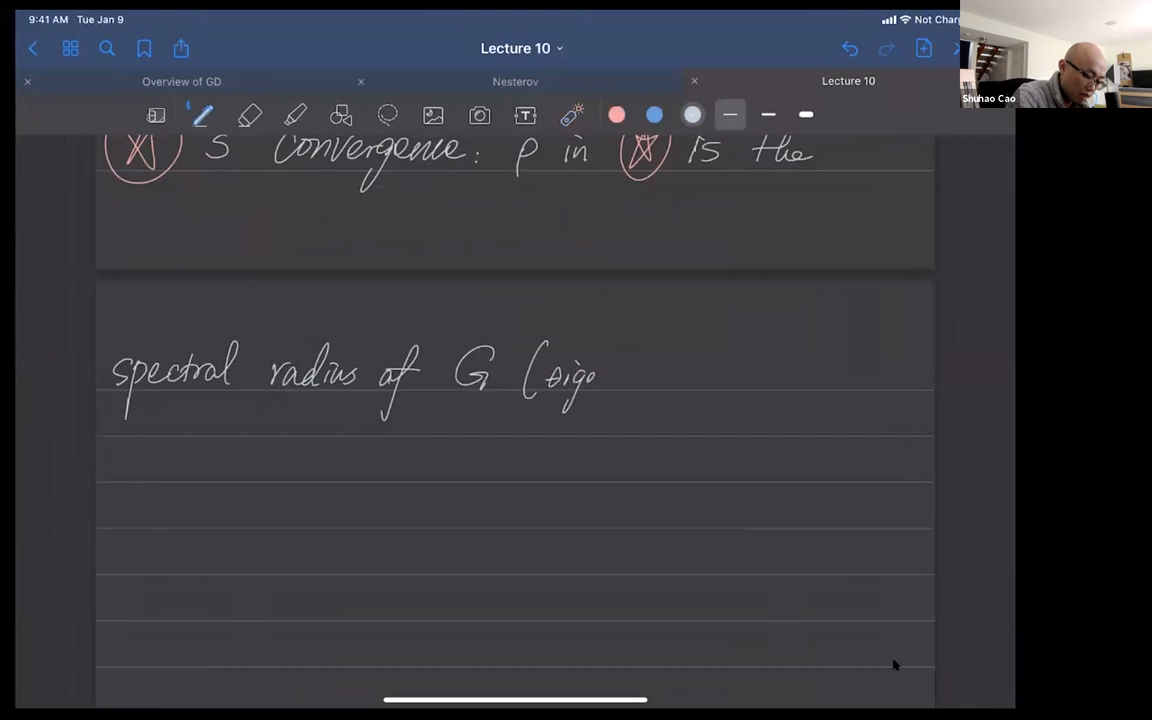 9:41 AM Tue Jan 9
Not Charg
Lecture 10
Overview of GD
Nesterov
Lecture 10
Shuhao Cao
S Convergence: ρ in ☆ is the
spectral radius of G (eige